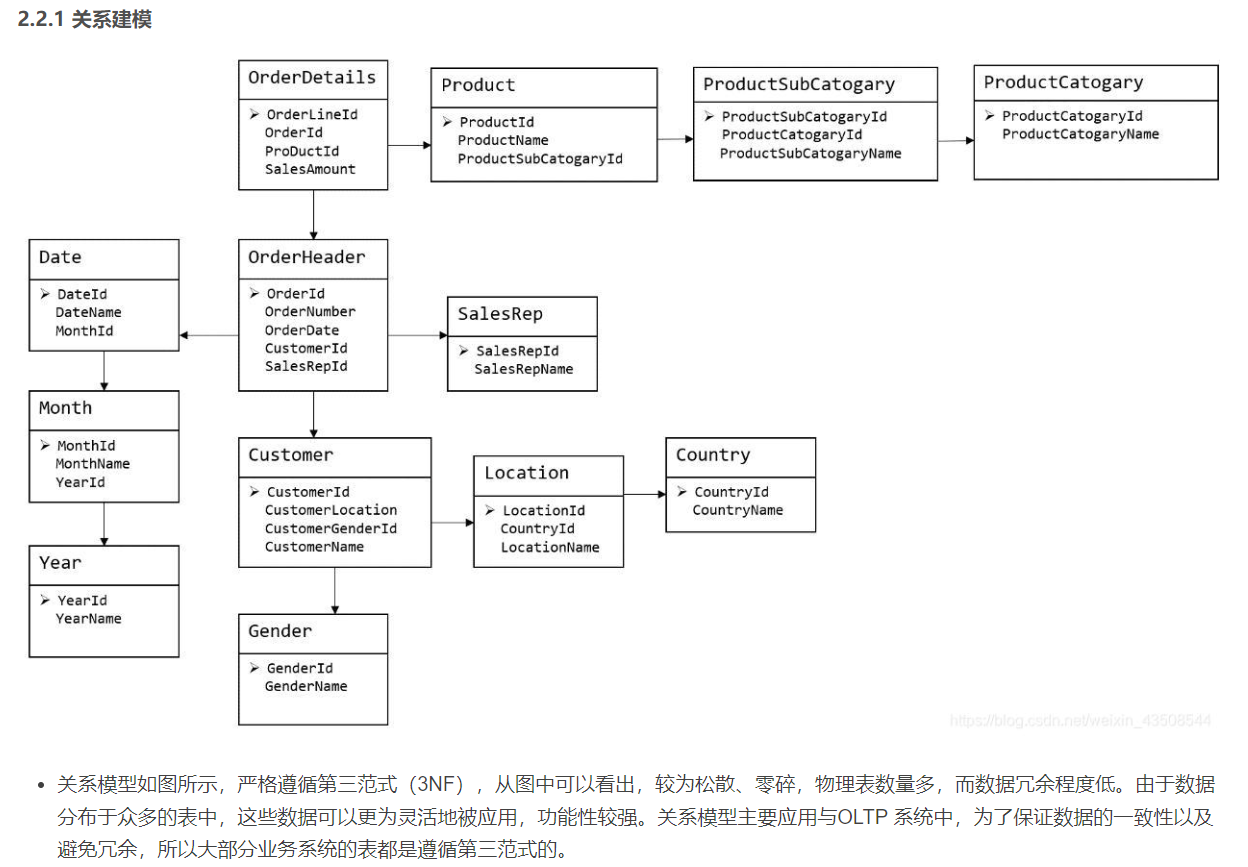 2.2.1 关系建模
OrderDetails
OrderLineId
OrderId
ProDuctId
SalesAmount
Product
ProductId
ProductName
ProductSubCatogaryId
ProductSubCatogary
ProductSubCatogaryId
ProductCatogaryId
ProductSubCatogaryName
ProductCatogary
ProductCatogaryId
ProductCatogaryName
Date
DateId
DateName
MonthId
OrderHeader
OrderId
OrderNumber
OrderDate
CustomerId
SalesRepId
SalesRep
SalesRepId
SalesRepName
Month
MonthId
MonthName
YearId
Customer
CustomerId
CustomerLocation
CustomerGenderId
CustomerName
Location
LocationId
CountryId
LocationName
Country
CountryId
CountryName
Year
YearId
YearName
Gender
GenderId
GenderName
https://blog.csdn.net/weixin_43508544
关系模型如图所示，严格遵循第三范式（3NF），从图中可以看出，较为松散、零碎，物理表数量多，而数据冗余程度低。由于数据
分布于众多的表中，这些数据可以更为灵活地被应用，功能性较强。关系模型主要应用与OLTP 系统中，为了保证数据的一致性以及
避免冗余，所以大部分业务系统的表都是遵循第三范式的。